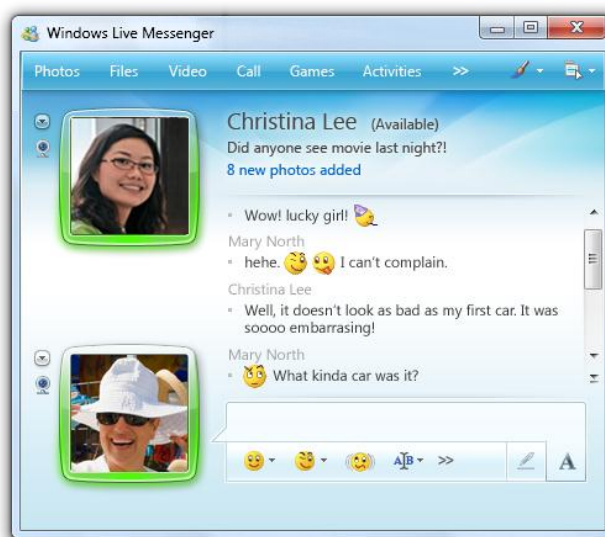 Windows Live Messenger
Photos Files Video Call Games Activities >>
Christina Lee (Available)
Did anyone see movie last night?!
8 new photos added
Wow! lucky girl!
Mary North
hehe. I can't complain.
Christina Lee
Well, it doesn't look as bad as my first car. It was
soooo embarrasing!
Mary North
What kinda car was it?
AB >> A